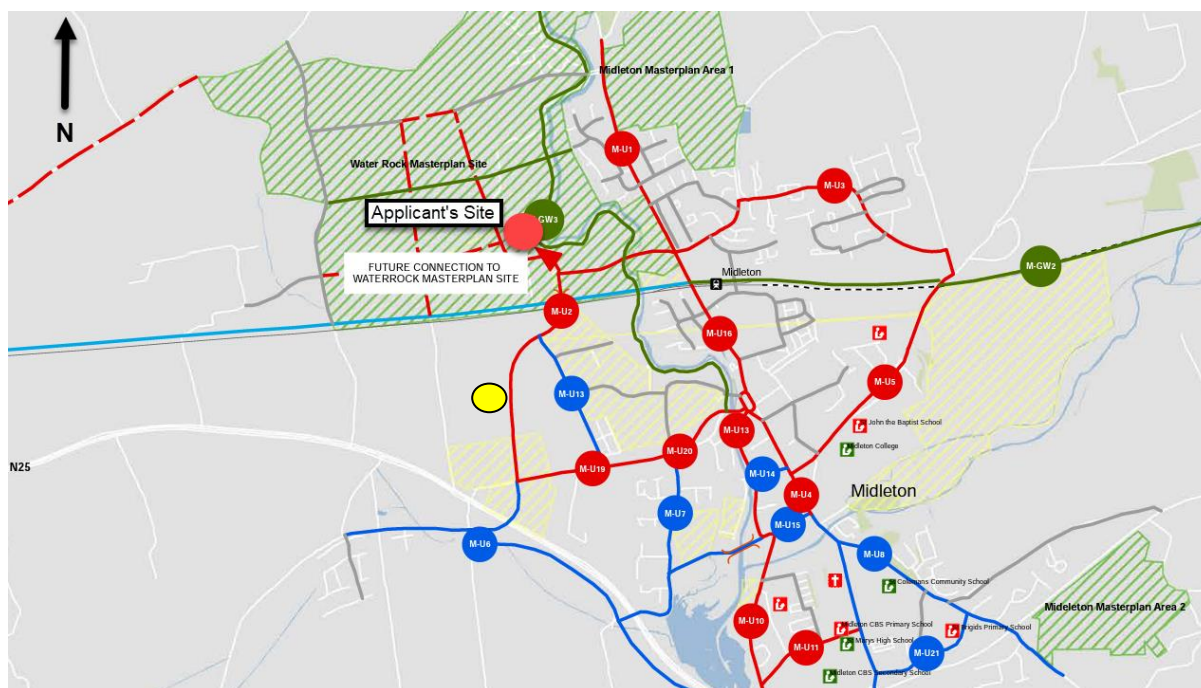 N
Midleton Masterplan Area 1
M-U1
Water Rock Masterplan Site
M-U3
Applicant's Site
GW3
FUTURE CONNECTION TO
WATERROCK MASTERPLAN SITE
Midleton
M-GW2
M-U2
M-U16
M-U13
M-U5
John the Baptist School
M-U13
Midleton College
M-U20
N25
M-U19
M-U14
M-U4
Midleton
M-U7
M-U15
M-U6
M-U8
Colemans Community School
Midleton Masterplan Area 2
M-U10
Midleton CBS Primary School
Brigids Primary School
St Marys High School
M-U11
M-U21
Midleton CBS Secondary School